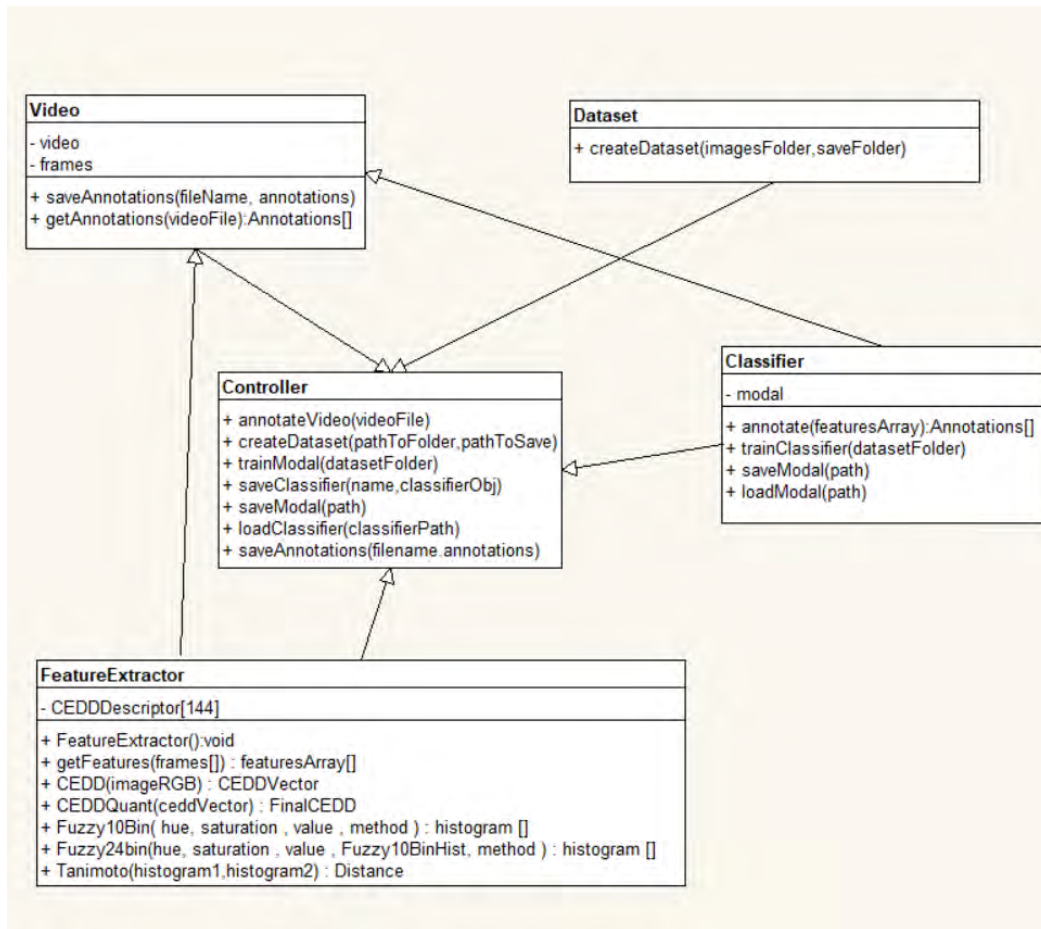 Video
- video
- frames
+ saveAnnotations(fileName, annotations)
+ getAnnotations(videoFile):Annotations[]
Dataset
+ createDataset(imagesFolder,saveFolder)
Controller
+ annotateVideo(videoFile)
+ createDataset(pathToFolder,pathToSave)
+ trainModal(datasetFolder)
+ saveClassifier(name,classifierObj)
+ saveModal(path)
+ loadClassifier(classifierPath)
+ saveAnnotations(filename.annotations)
Classifier
- modal
+ annotate(featuresArray):Annotations[]
+ trainClassifier(datasetFolder)
+ saveModal(path)
+ loadModal(path)
FeatureExtractor
- CEDDDescriptor[144]
+ FeatureExtractor():void
+ getFeatures(frames[]) : featuresArray[]
+ CEDD(imageRGB) : CEDDVector
+ CEDDQuant(ceddVector) : FinalCEDD
+ Fuzzy10Bin( hue, saturation , value , method ) : histogram []
+ Fuzzy24bin(hue, saturation , value , Fuzzy10BinHist, method ) : histogram []
+ Tanimoto(histogram1,histogram2) : Distance